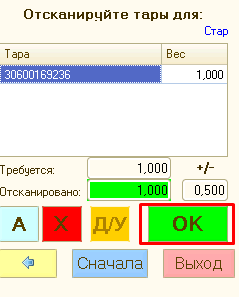 Отсканируйте тары для:
Стар
Тара Вес
30600169236 1,000
Требуется: 1,000 +/-
Отсканировано: 1,000 0,500
А Х Д/У OK
Сначала Выход